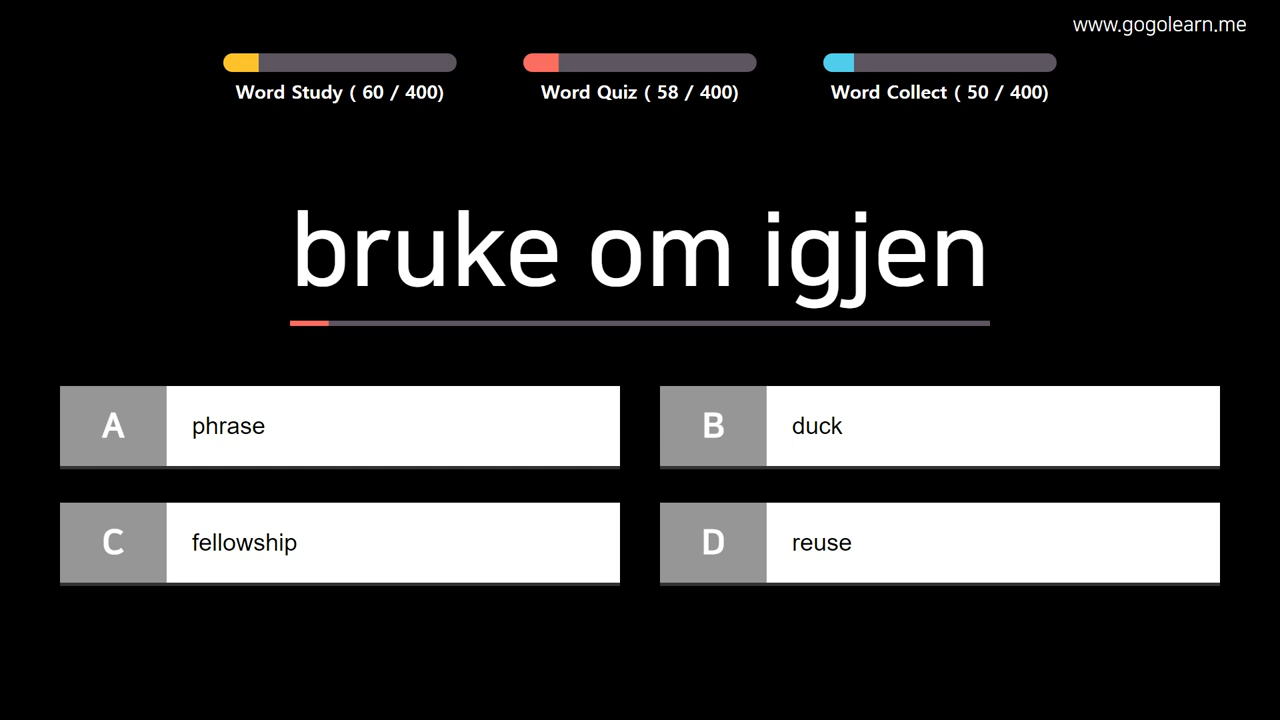 www.gogolearn.me
Word Study ( 60 / 400)
Word Quiz ( 58 / 400)
Word Collect ( 50 / 400)
bruke om igjen
A phrase
B duck
C fellowship
D reuse